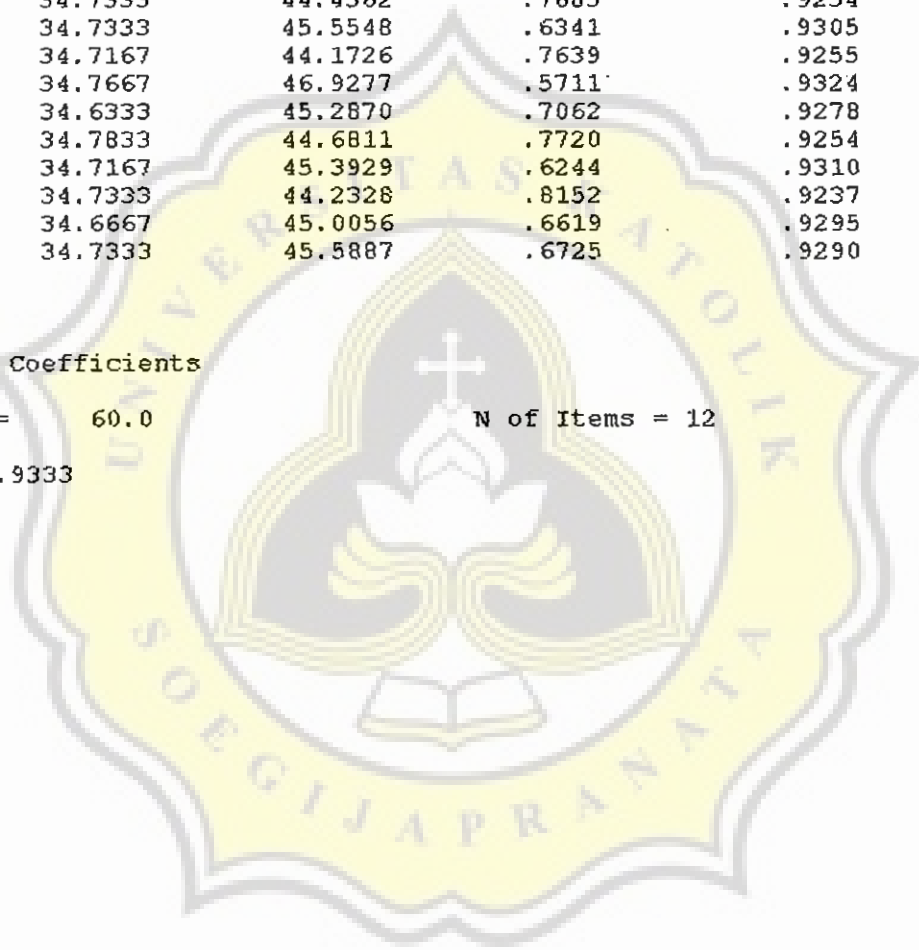 34.7333 45.5548 .6341 .9305
34.7167 44.1726 .7639 .9255
34.7667 46.9277 .5711 .9324
34.6333 45.2870 .7062 .9278
34.7833 44.6811 .7720 .9254
34.7167 45.3929 .6244 .9310
34.7333 44.2328 .8152 .9237
34.6667 45.0056 .6619 .9295
34.7333 45.5887 .6725 .9290
Coefficients
= 60.0 N of Items = 12
.9333
UNIVERSITAS KATOLIK
SOEGIJAPRANATA